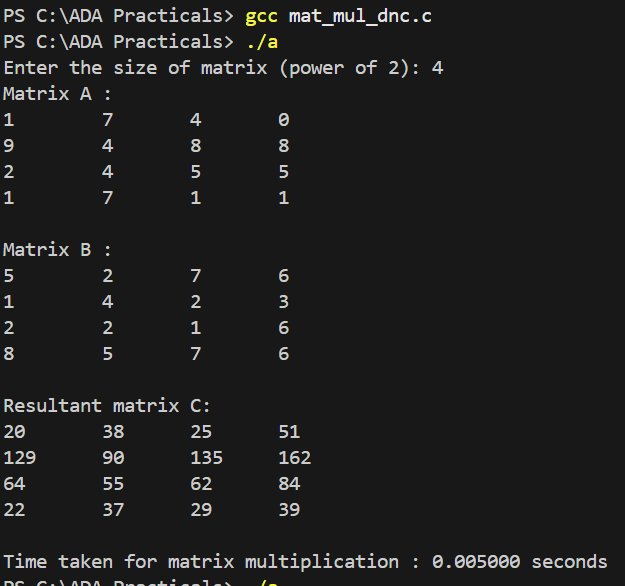 PS C:\ADA Practicals> gcc mat_mul_dnc.c
PS C:\ADA Practicals> ./a
Enter the size of matrix (power of 2): 4
Matrix A :
1 7 4 0
9 4 8 8
2 4 5 5
1 7 1 1
Matrix B :
5 2 7 6
1 4 2 3
2 2 1 6
8 5 7 6
Resultant matrix C:
20 38 25 51
129 90 135 162
64 55 62 84
22 37 29 39
Time taken for matrix multiplication : 0.005000 seconds
PS C:\ADA Practicals> ./a